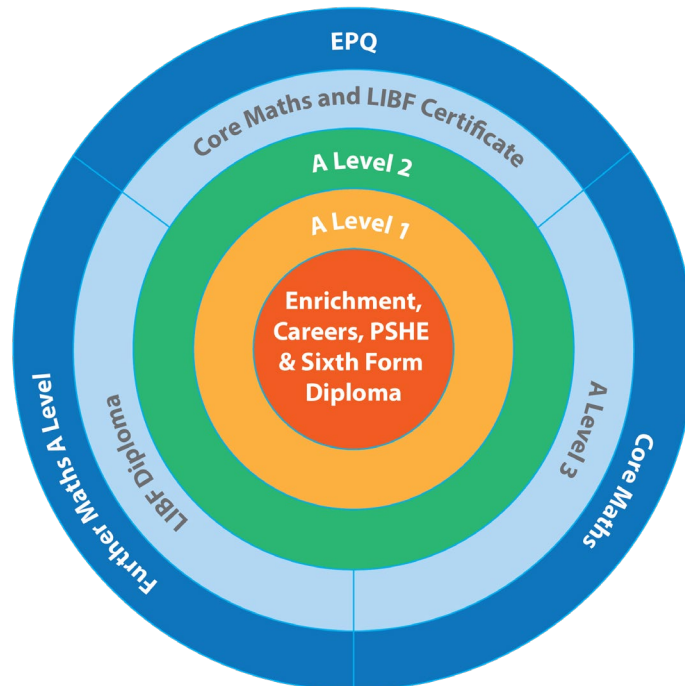 EPQ
Core Maths and LIBF Certificate
A Level 2
A Level 1
Enrichment,
Careers, PSHE
& Sixth Form
Diploma
Further Maths A Level
LIBF Diploma
A Level 3
Core Maths